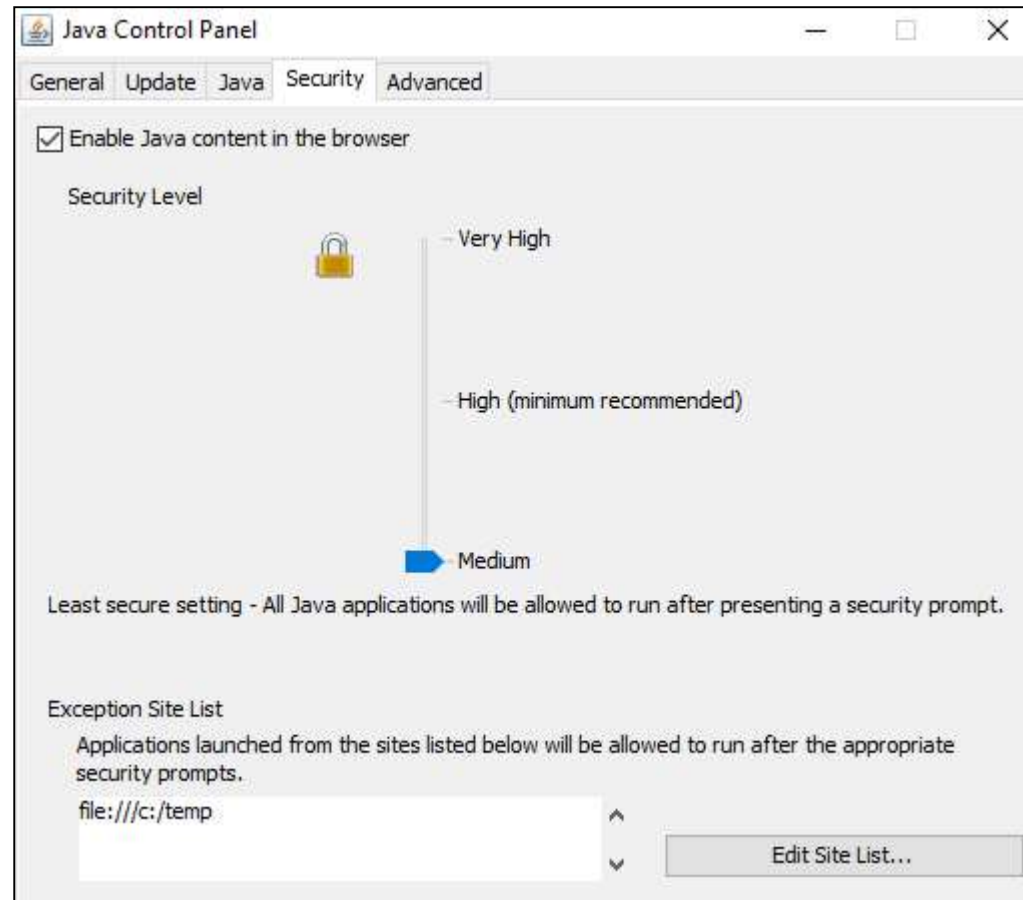 Java Control Panel
General Update Java Security Advanced
Enable Java content in the browser
Security Level
Very High
High (minimum recommended)
Medium
Least secure setting - All Java applications will be allowed to run after presenting a security prompt.
Exception Site List
Applications launched from the sites listed below will be allowed to run after the appropriate
security prompts.
file:///c:/temp
Edit Site List...